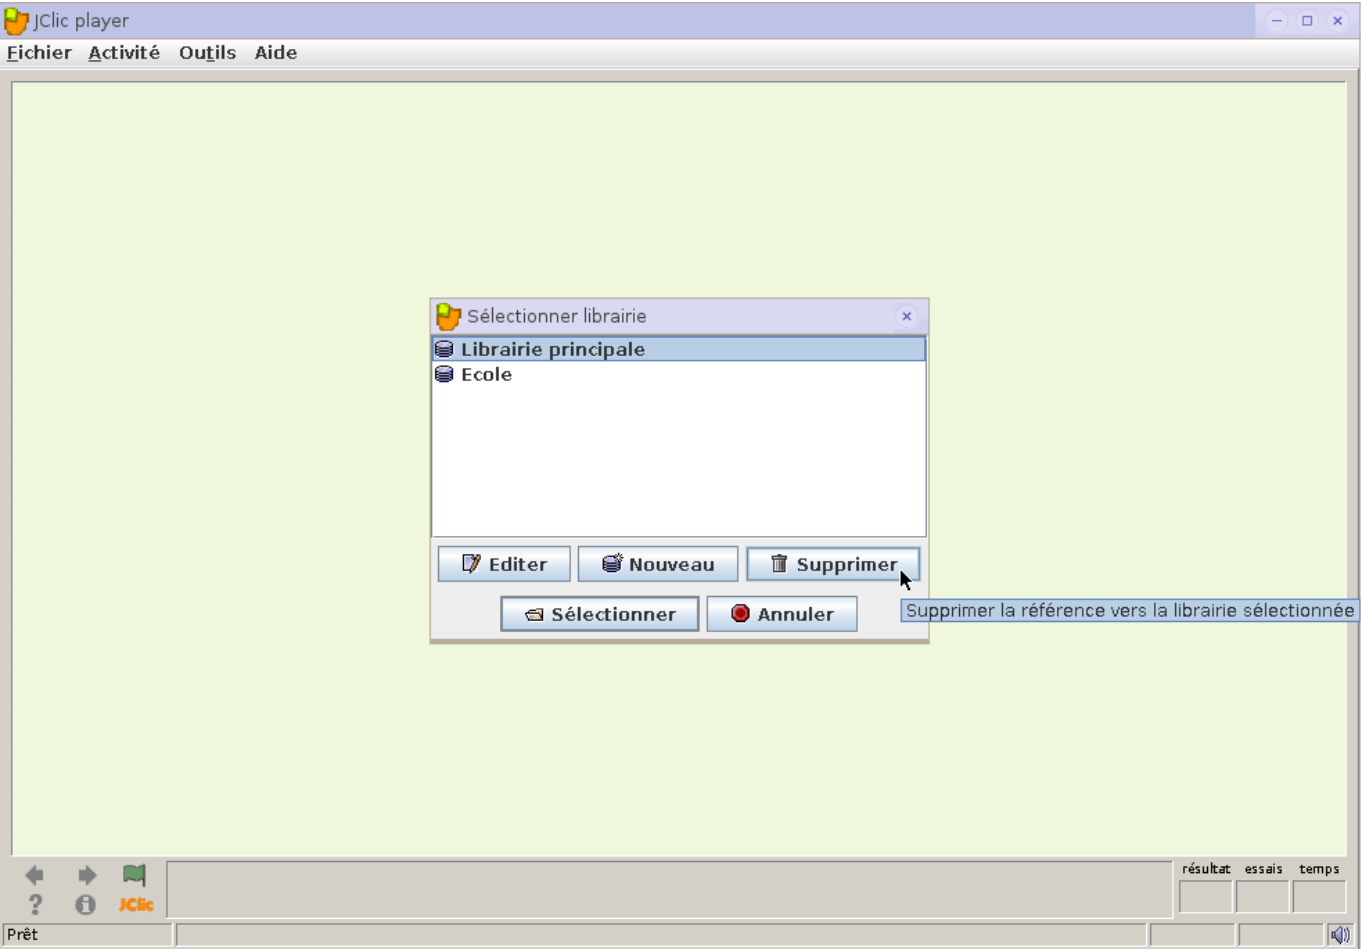 JClic player
Fichier Activité Outils Aide
Sélectionner librairie
Librairie principale
Ecole
Editer Nouveau Supprimer
Sélectionner Annuler
Supprimer la référence vers la librairie sélectionnée
résultat essais temps
JClic
Prêt